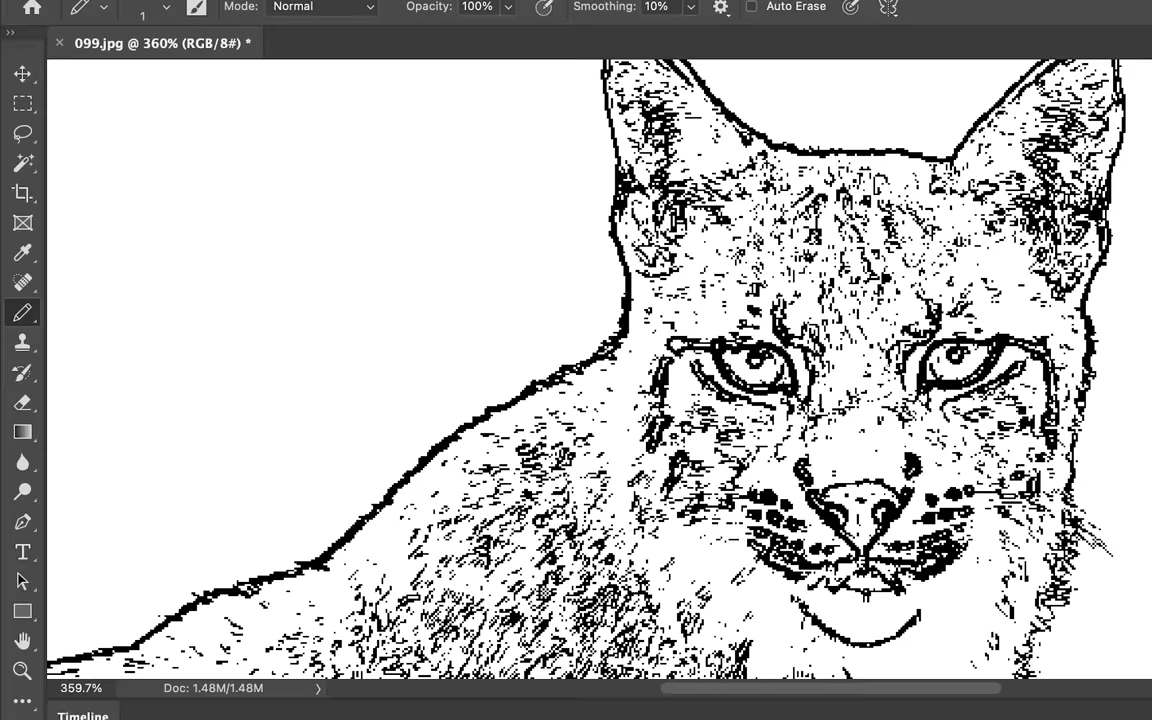 1 Mode: Normal Opacity: 100% Smoothing: 10% Auto Erase
099.jpg @ 360% (RGB/8#) *
359.7% Doc: 1.48M/1.48M
Timeline